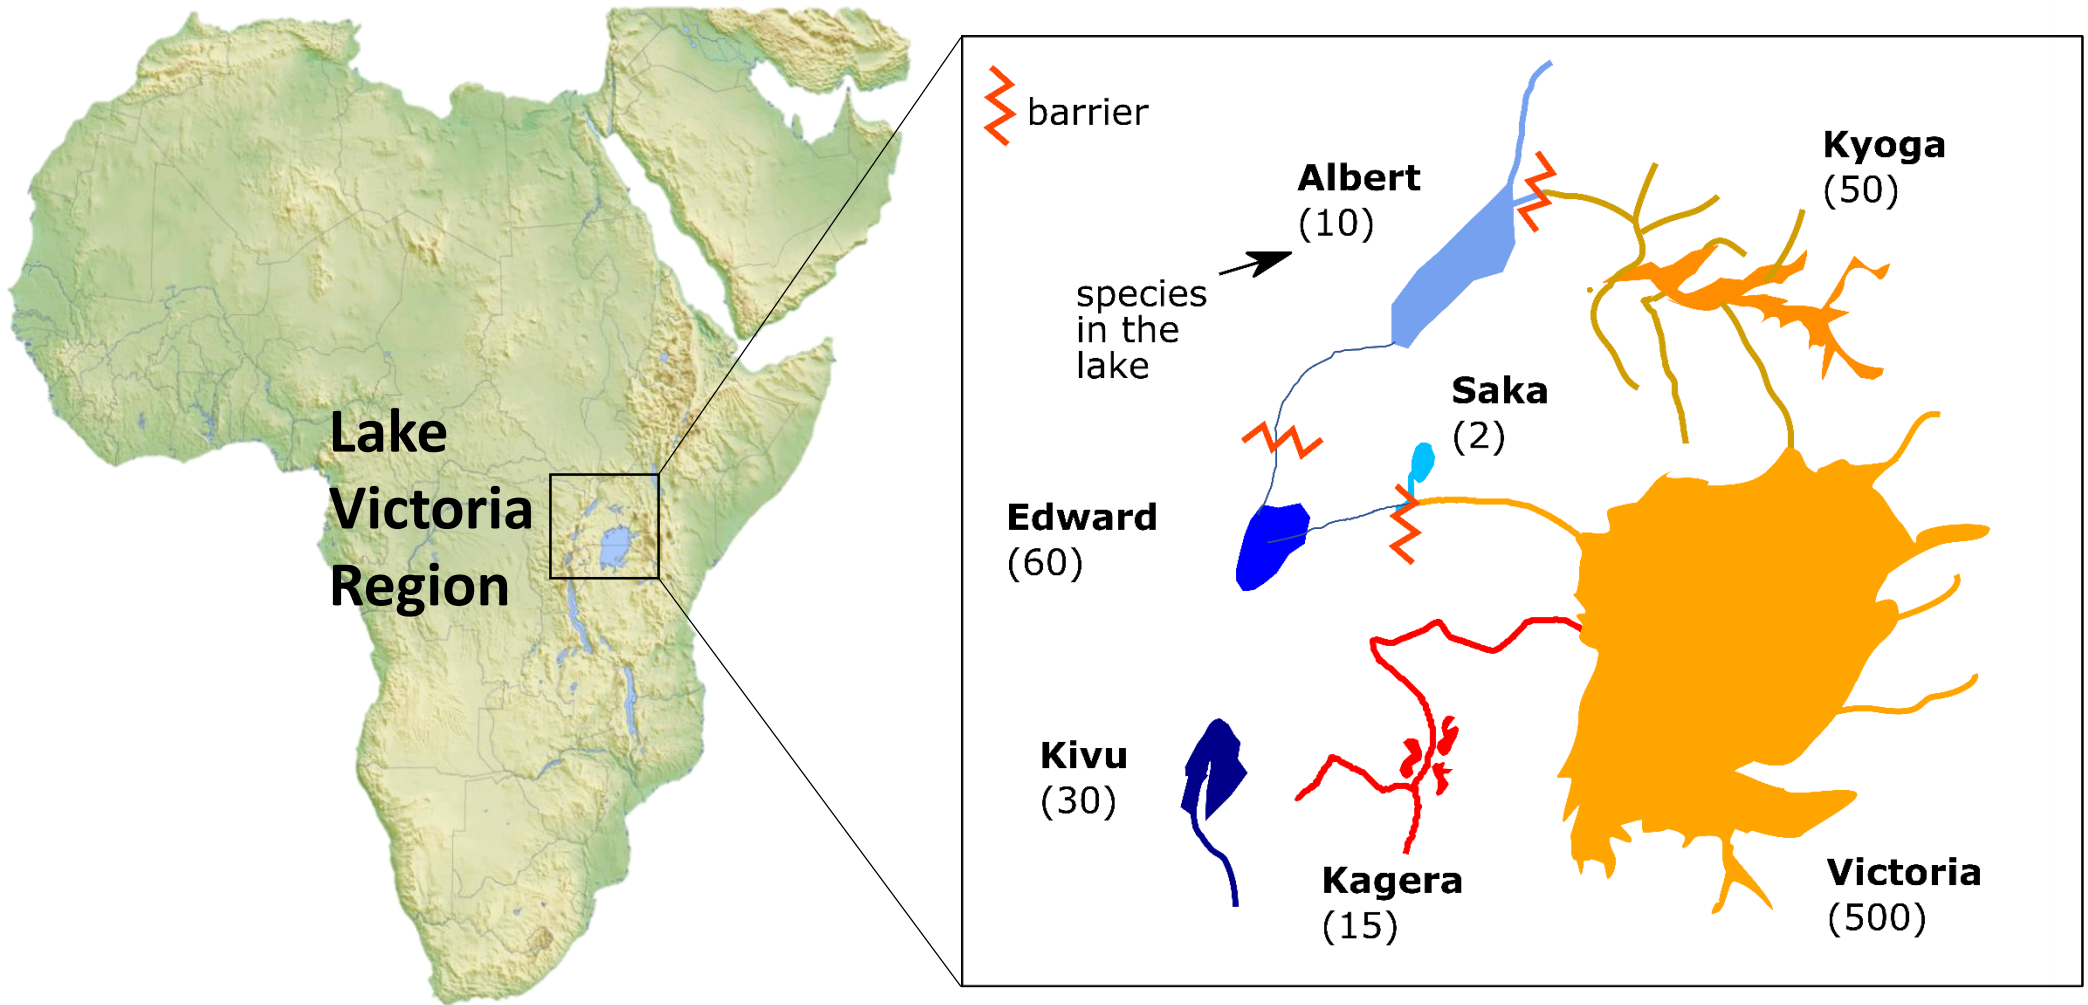 Lake
Victoria
Region
barrier
Albert
(10)
Kyoga
(50)
species
in the
lake
Saka
(2)
Edward
(60)
Kivu
(30)
Kagera
(15)
Victoria
(500)